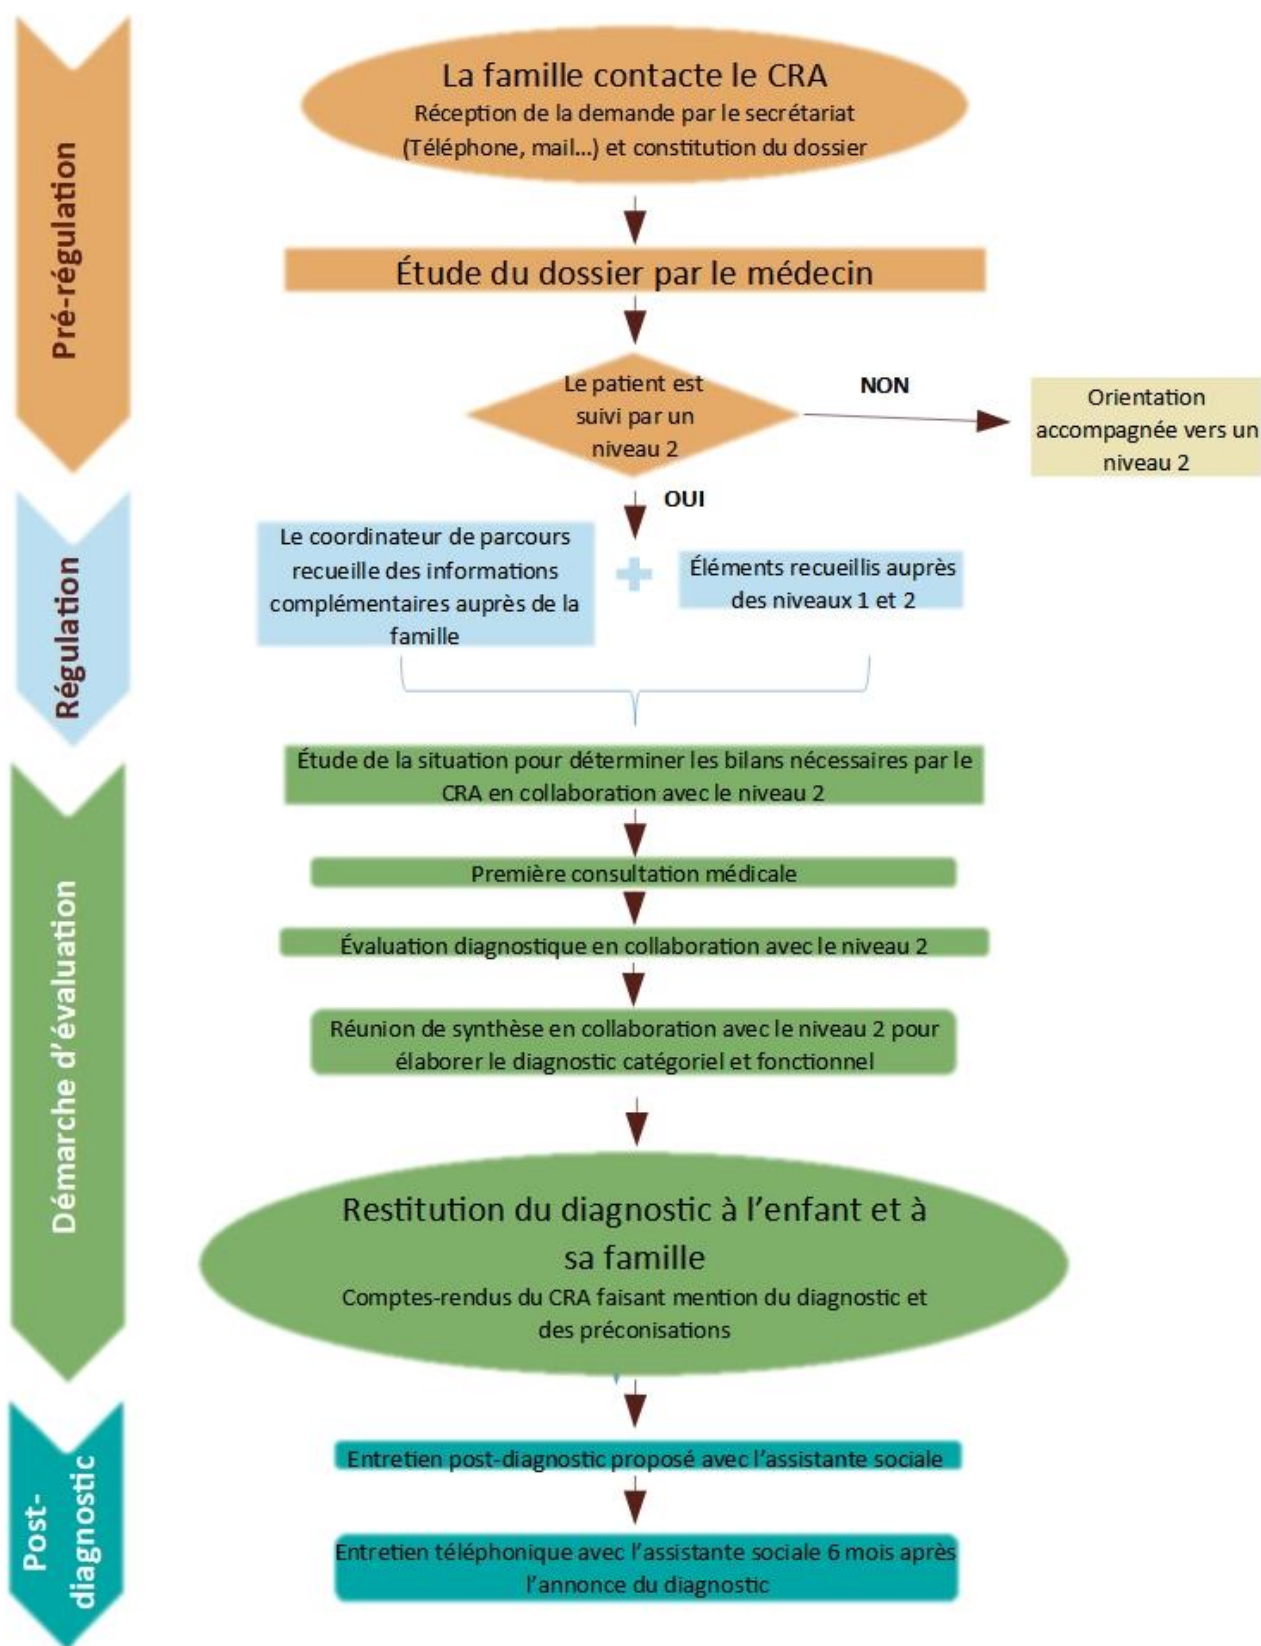 Pré-régulation
La famille contacte le CRA
Réception de la demande par le secrétariat
(Téléphone, mail...) et constitution du dossier
Étude du dossier par le médecin
Le patient est
suivi par un
niveau 2
NON
Orientation
accompagnée vers un
niveau 2
OUI
Régulation
Le coordinateur de parcours
recueille des informations
complémentaires auprès de la
famille
Éléments recueillis auprès
des niveaux 1 et 2
Démarche d'évaluation
Étude de la situation pour déterminer les bilans nécessaires par le
CRA en collaboration avec le niveau 2
Première consultation médicale
Évaluation diagnostique en collaboration avec le niveau 2
Réunion de synthèse en collaboration avec le niveau 2 pour
élaborer le diagnostic catégoriel et fonctionnel
Restitution du diagnostic à l'enfant et à
sa famille
Comptes-rendus du CRA faisant mention du diagnostic et
des préconisations
Post-
diagnostic
Entretien post-diagnostic proposé avec l'assistante sociale
Entretien téléphonique avec l'assistante sociale 6 mois après
l'annonce du diagnostic